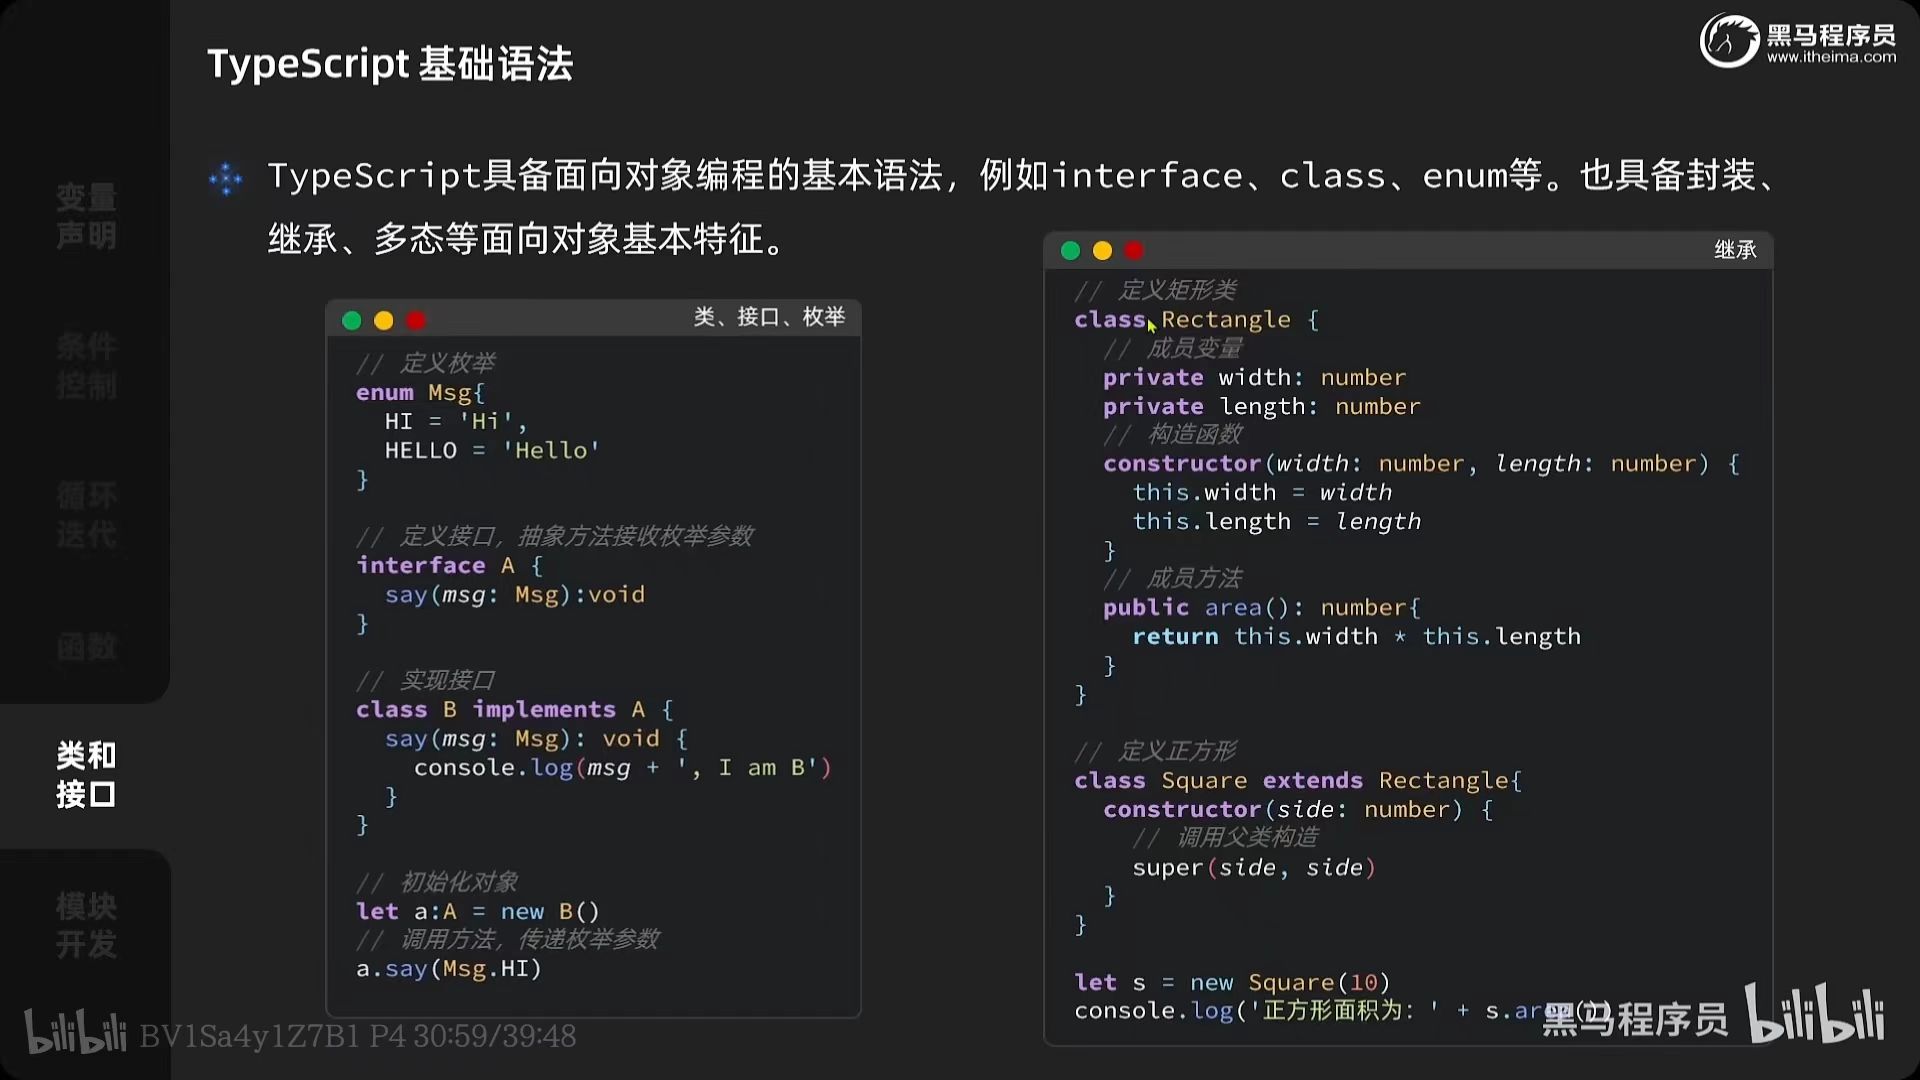 TypeScript 基础语法
黑马程序员
www.itheima.com
变量
声明
条件
控制
循环
迭代
函数
类和
接口
模块
开发
TypeScript具备面向对象编程的基本语法，例如interface、class、enum等。也具备封装、
继承、多态等面向对象基本特征。
类、接口、枚举
// 定义枚举
enum Msg{
  HI = 'Hi',
  HELLO = 'Hello'
}
// 定义接口，抽象方法接收枚举参数
interface A {
  say(msg: Msg):void
}
// 实现接口
class B implements A {
  say(msg: Msg): void {
    console.log(msg + ', I am B')
  }
}
// 初始化对象
let a:A = new B()
// 调用方法，传递枚举参数
a.say(Msg.HI)
继承
// 定义矩形类
class Rectangle {
  // 成员变量
  private width: number
  private length: number
  // 构造函数
  constructor(width: number, length: number) {
    this.width = width
    this.length = length
  }
  // 成员方法
  public area(): number{
    return this.width * this.length
  }
}
// 定义正方形
class Square extends Rectangle{
  constructor(side: number) {
    // 调用父类构造
    super(side, side)
  }
}
let s = new Square(10)
console.log('正方形面积为: ' + s.area())
黑马程序员 bilibili
bilibili BV1Sa4y1Z7B1 P4 30:59/39:48